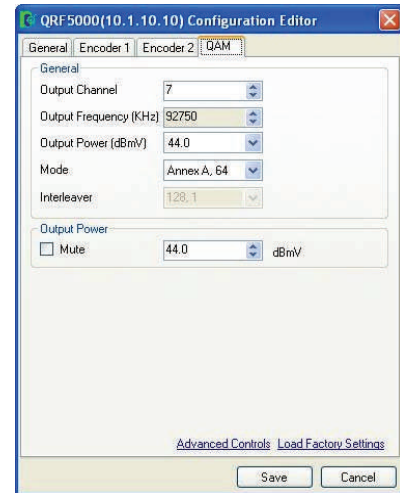 QRF5000(10.1.10.10) Configuration Editor
General Encoder 1 Encoder 2 QAM
General
Output Channel 7
Output Frequency (KHz) 92750
Output Power (dBmV) 44.0
Mode Annex A, 64
Interleaver 128, 1
Output Power
Mute 44.0 dBmV
Advanced Controls Load Factory Settings
Save Cancel